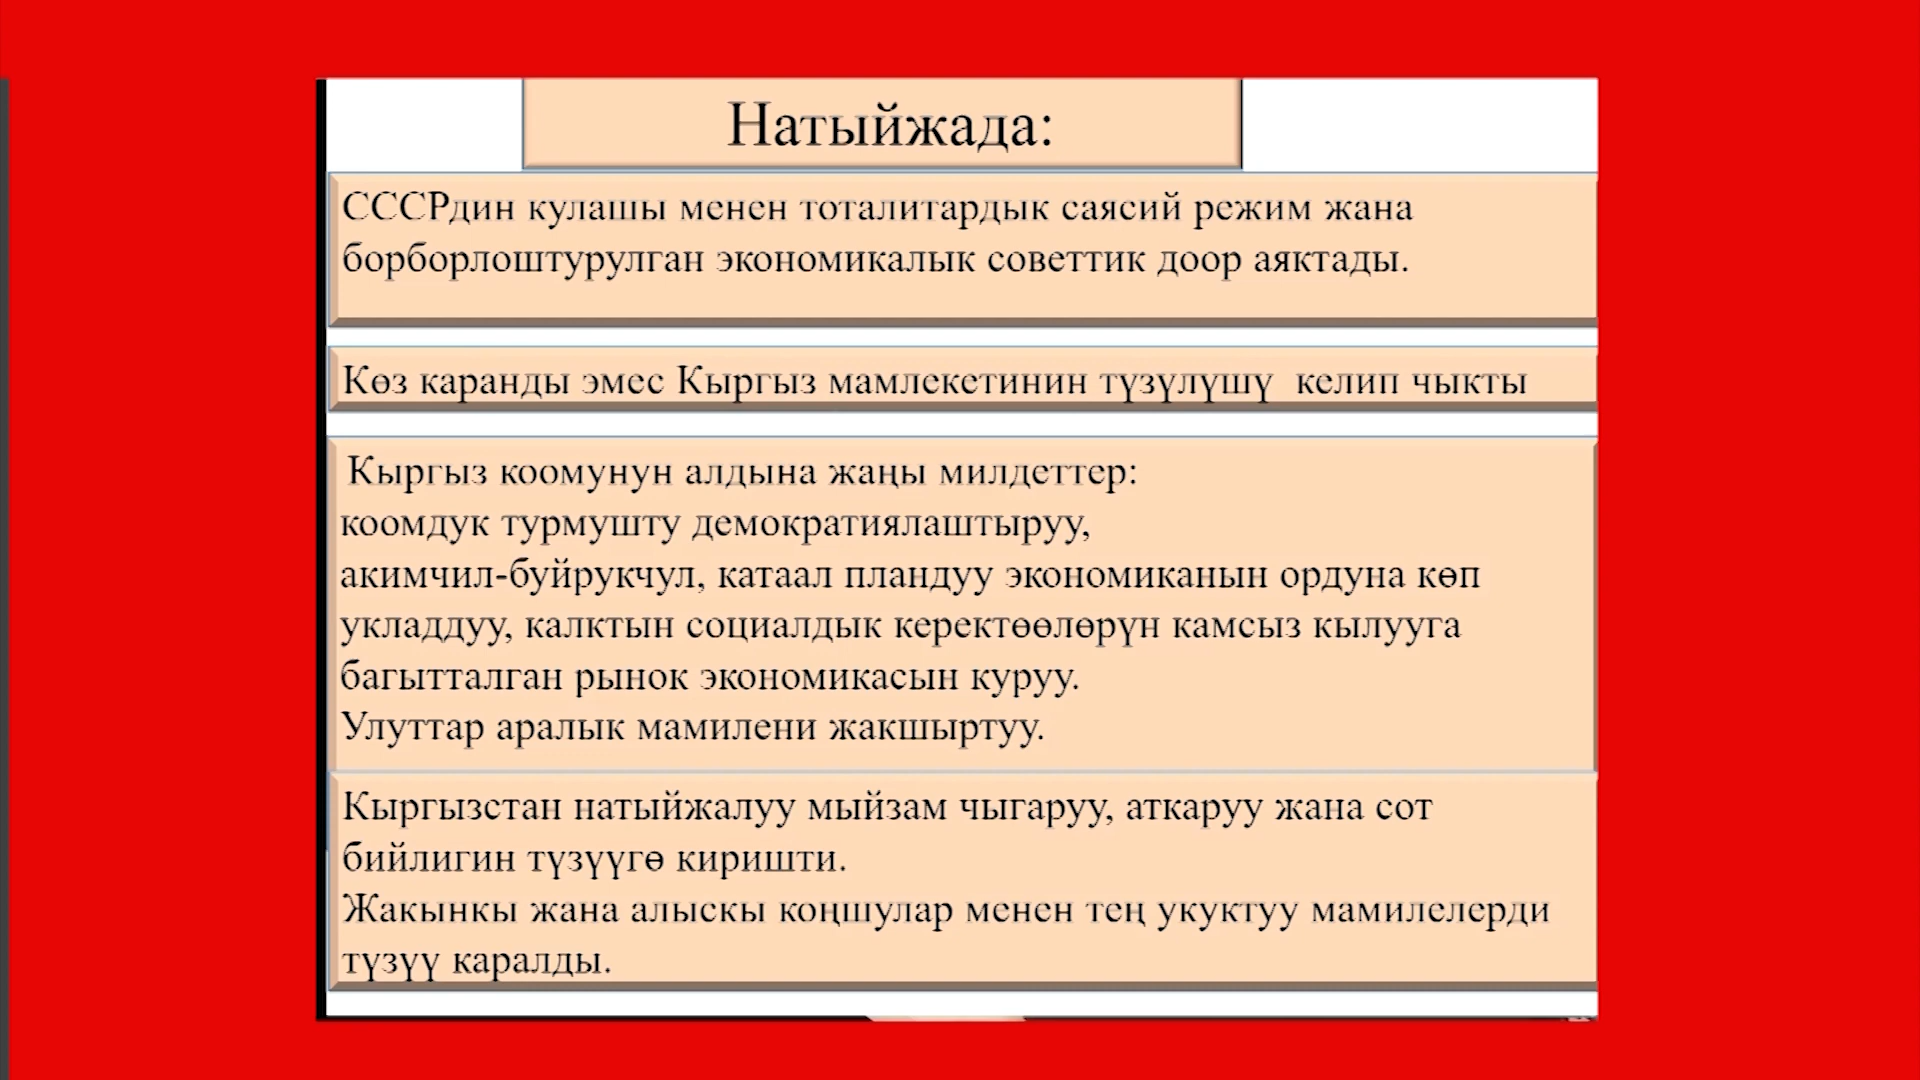 Натыйжада:
СССРдин кулашы менен тоталитардык саясий режим жана
борборлоштурулган экономикалык советтик доор аяктады.
Көз каранды эмес Кыргыз мамлекетинин түзүлүшү келип чыкты
Кыргыз коомунун алдына жаңы милдеттер:
коомдук турмушту демократиялаштыруу,
акимчил-буйрукчул, катаал пландуу экономиканын ордуна көп
укладдуу, калктын социалдык керектөөлөрүн камсыз кылууга
багытталган рынок экономикасын куруу.
Улуттар аралык мамилени жакшыртуу.
Кыргызстан натыйжалуу мыйзам чыгаруу, аткаруу жана сот
бийлигин түзүүгө киришти.
Жакынкы жана алыскы коңшулар менен тең укуктуу мамилелерди
түзүү каралды.